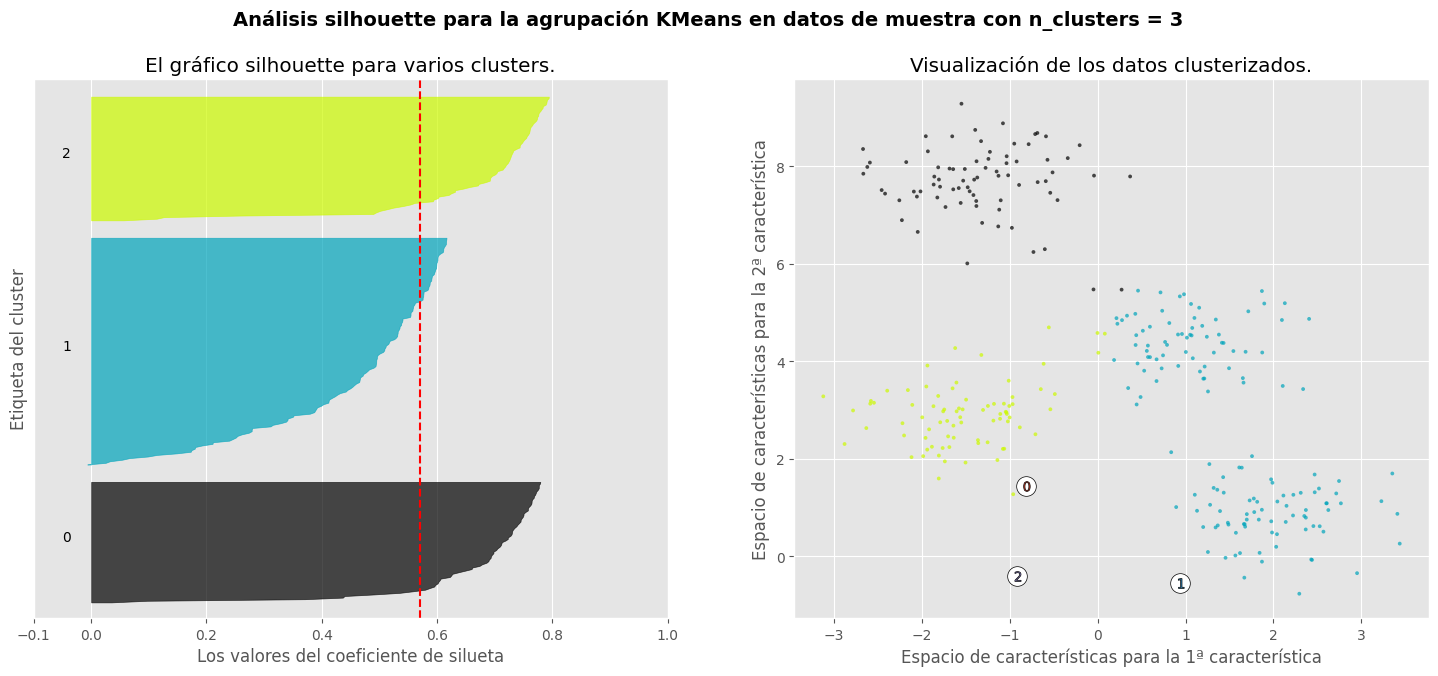 Análisis silhouette para la agrupación KMeans en datos de muestra con n_clusters = 3
El gráfico silhouette para varios clusters.
Etiqueta del cluster
2
1
0
−0.1 0.0 0.2 0.4 0.6 0.8 1.0
Los valores del coeficiente de silueta
Visualización de los datos clusterizados.
Espacio de características para la 2ª característica
8
6
4
2
0
0
2
1
−3 −2 −1 0 1 2 3
Espacio de características para la 1ª característica